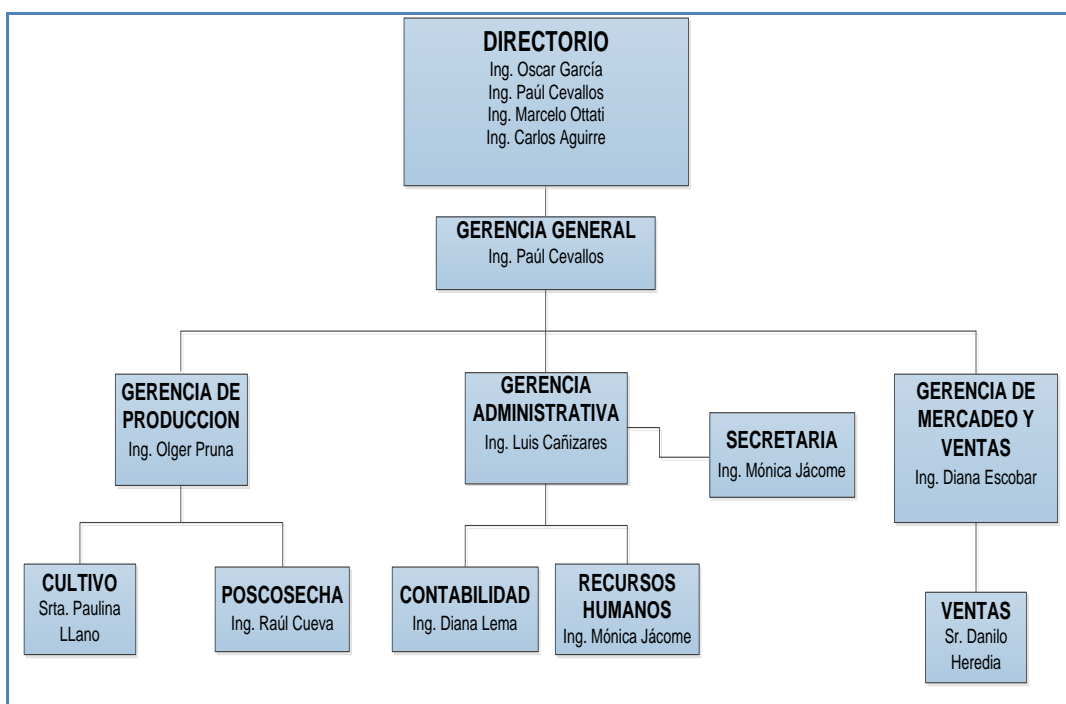 DIRECTORIO
Ing. Oscar García
Ing. Paúl Cevallos
Ing. Marcelo Ottati
Ing. Carlos Aguirre
GERENCIA GENERAL
Ing. Paúl Cevallos
GERENCIA DE
PRODUCCION
Ing. Olger Pruna
GERENCIA
ADMINISTRATIVA
Ing. Luis Cañizares
SECRETARIA
Ing. Mónica Jácome
GERENCIA DE
MERCADEO Y
VENTAS
Ing. Diana Escobar
CULTIVO
Srta. Paulina
LLano
POSCOSECHA
Ing. Raúl Cueva
CONTABILIDAD
Ing. Diana Lema
RECURSOS
HUMANOS
Ing. Mónica Jácome
VENTAS
Sr. Danilo
Heredia